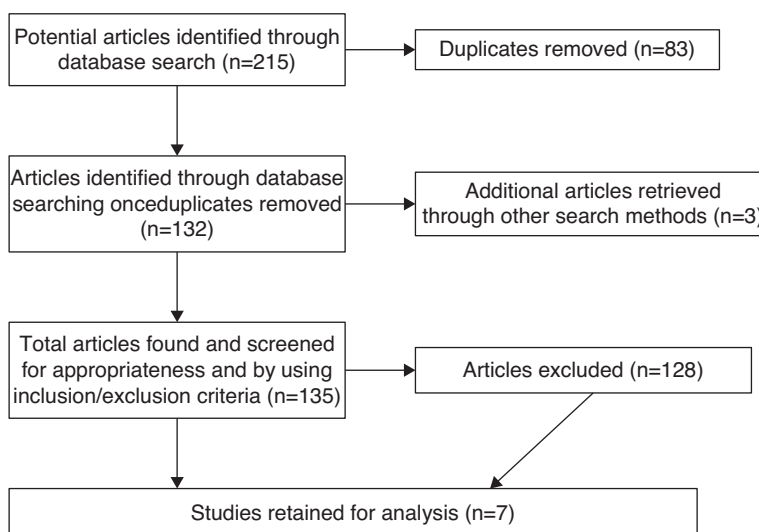 Potential articles identified through
database search (n=215)
Duplicates removed (n=83)
Articles identified through database
searching onceduplicates removed
(n=132)
Additional articles retrieved
through other search methods (n=3)
Total articles found and screened
for appropriateness and by using
inclusion/exclusion criteria (n=135)
Articles excluded (n=128)
Studies retained for analysis (n=7)